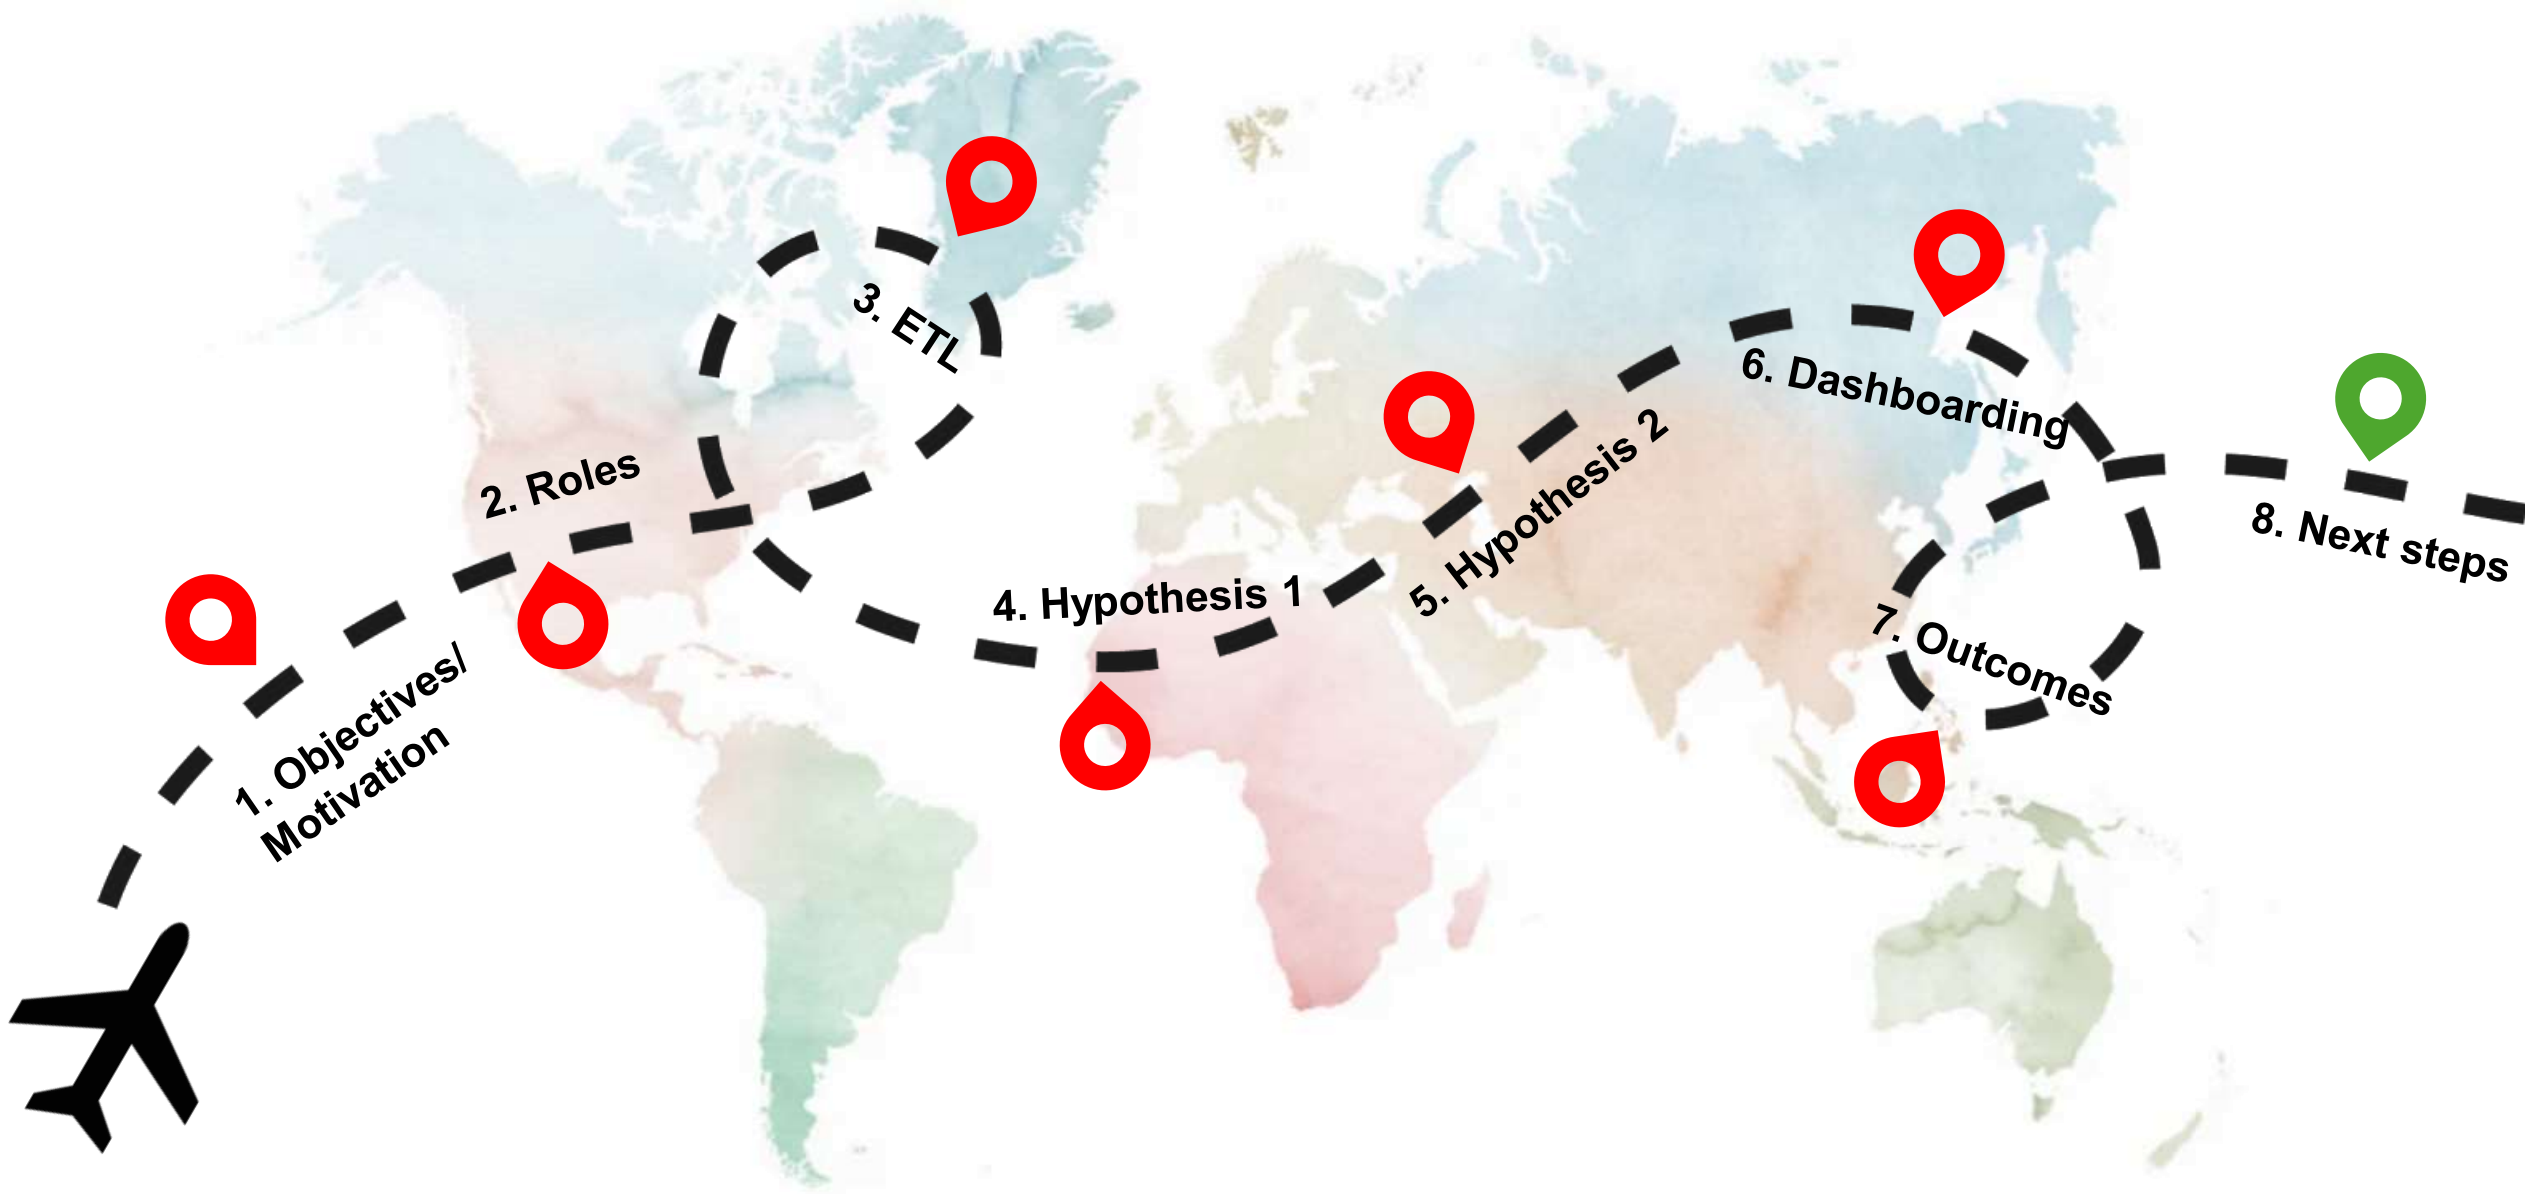 1. Objectives/
Motivation
2. Roles
3. ETL
4. Hypothesis 1
5. Hypothesis 2
6. Dashboarding
7. Outcomes
8. Next steps